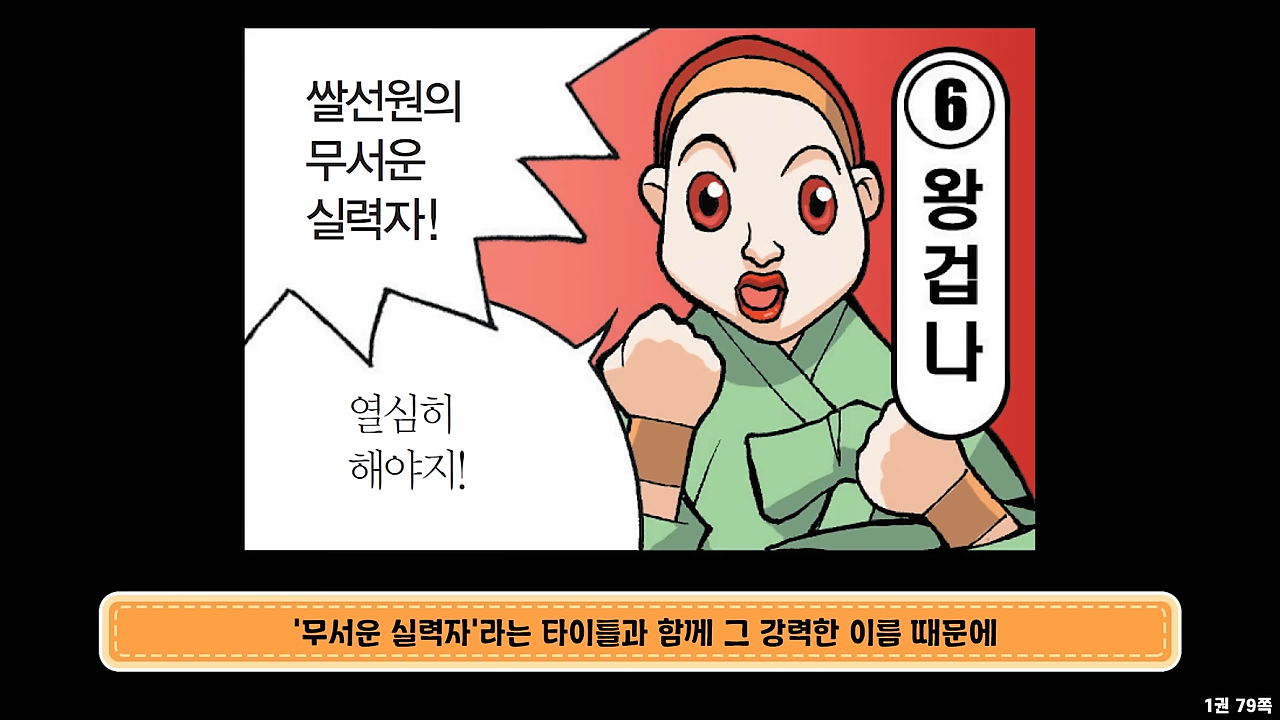 쌀선원의
무서운
실력자!
열심히
해야지!
6
왕겁나
'무서운 실력자'라는 타이틀과 함께 그 강력한 이름 때문에
1권 79쪽